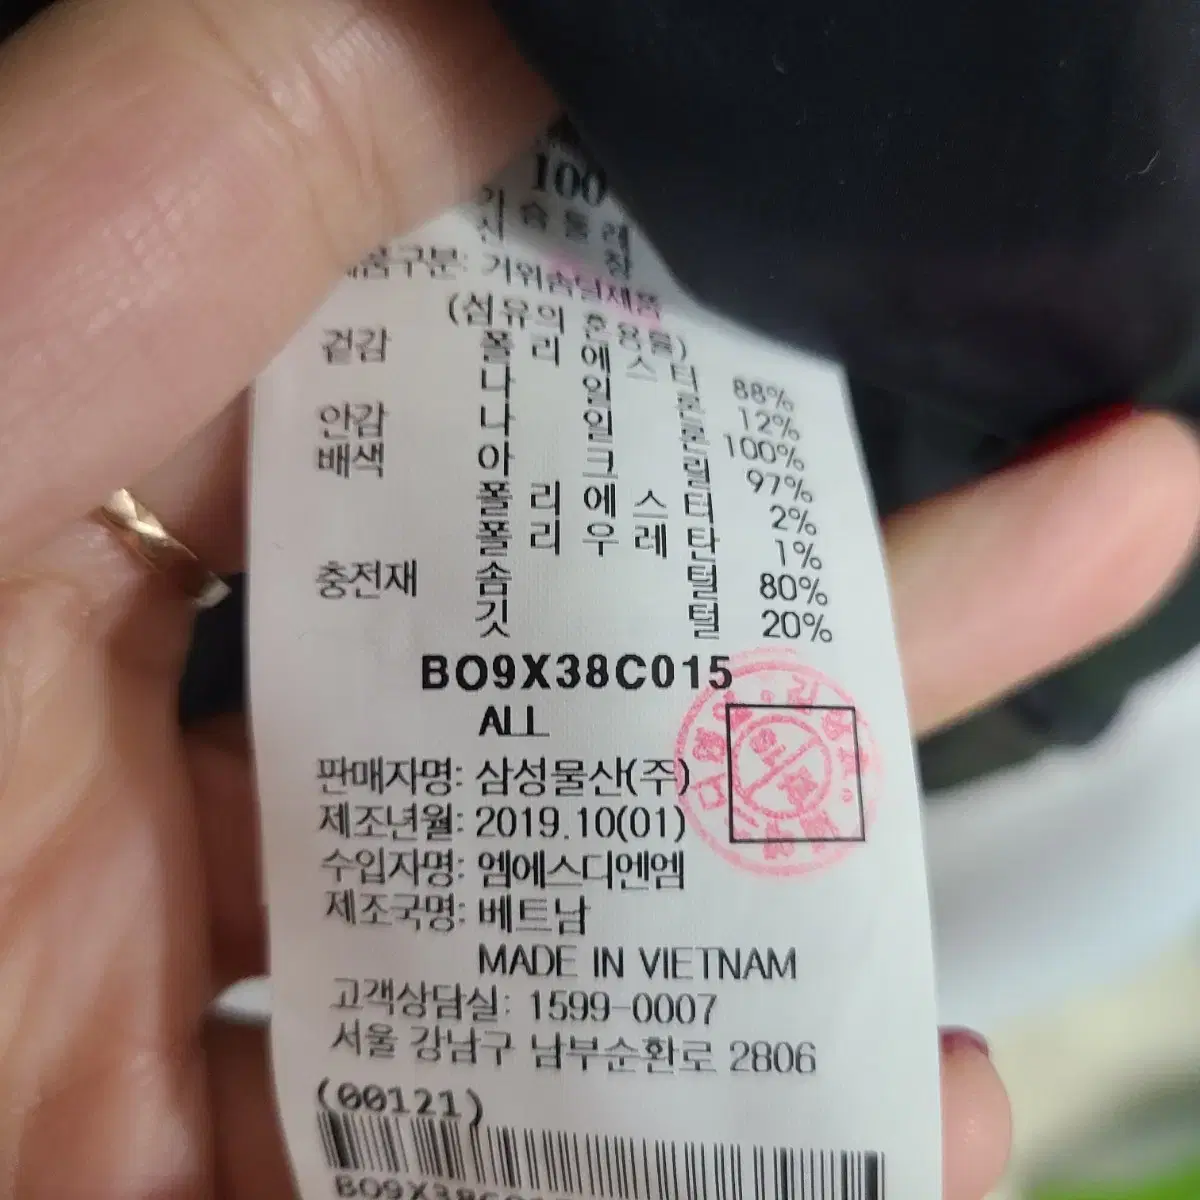 100
가슴둘레
신장
제품구분: 거위솜털제품
(섬유의 혼용률)
겉감 폴리에스터 88%
나일론 12%
안감 나일론 100%
배색 아크릴 97%
폴리에스터 2%
폴리우레탄 1%
충전재 솜털 80%
깃털 20%
BO9X38C015
ALL
판매자명: 삼성물산(주)
제조년월: 2019.10(01)
수입자명: 엠에스디엔엠
제조국명: 베트남
MADE IN VIETNAM
고객상담실: 1599-0007
서울 강남구 남부순환로 2806
(00121)